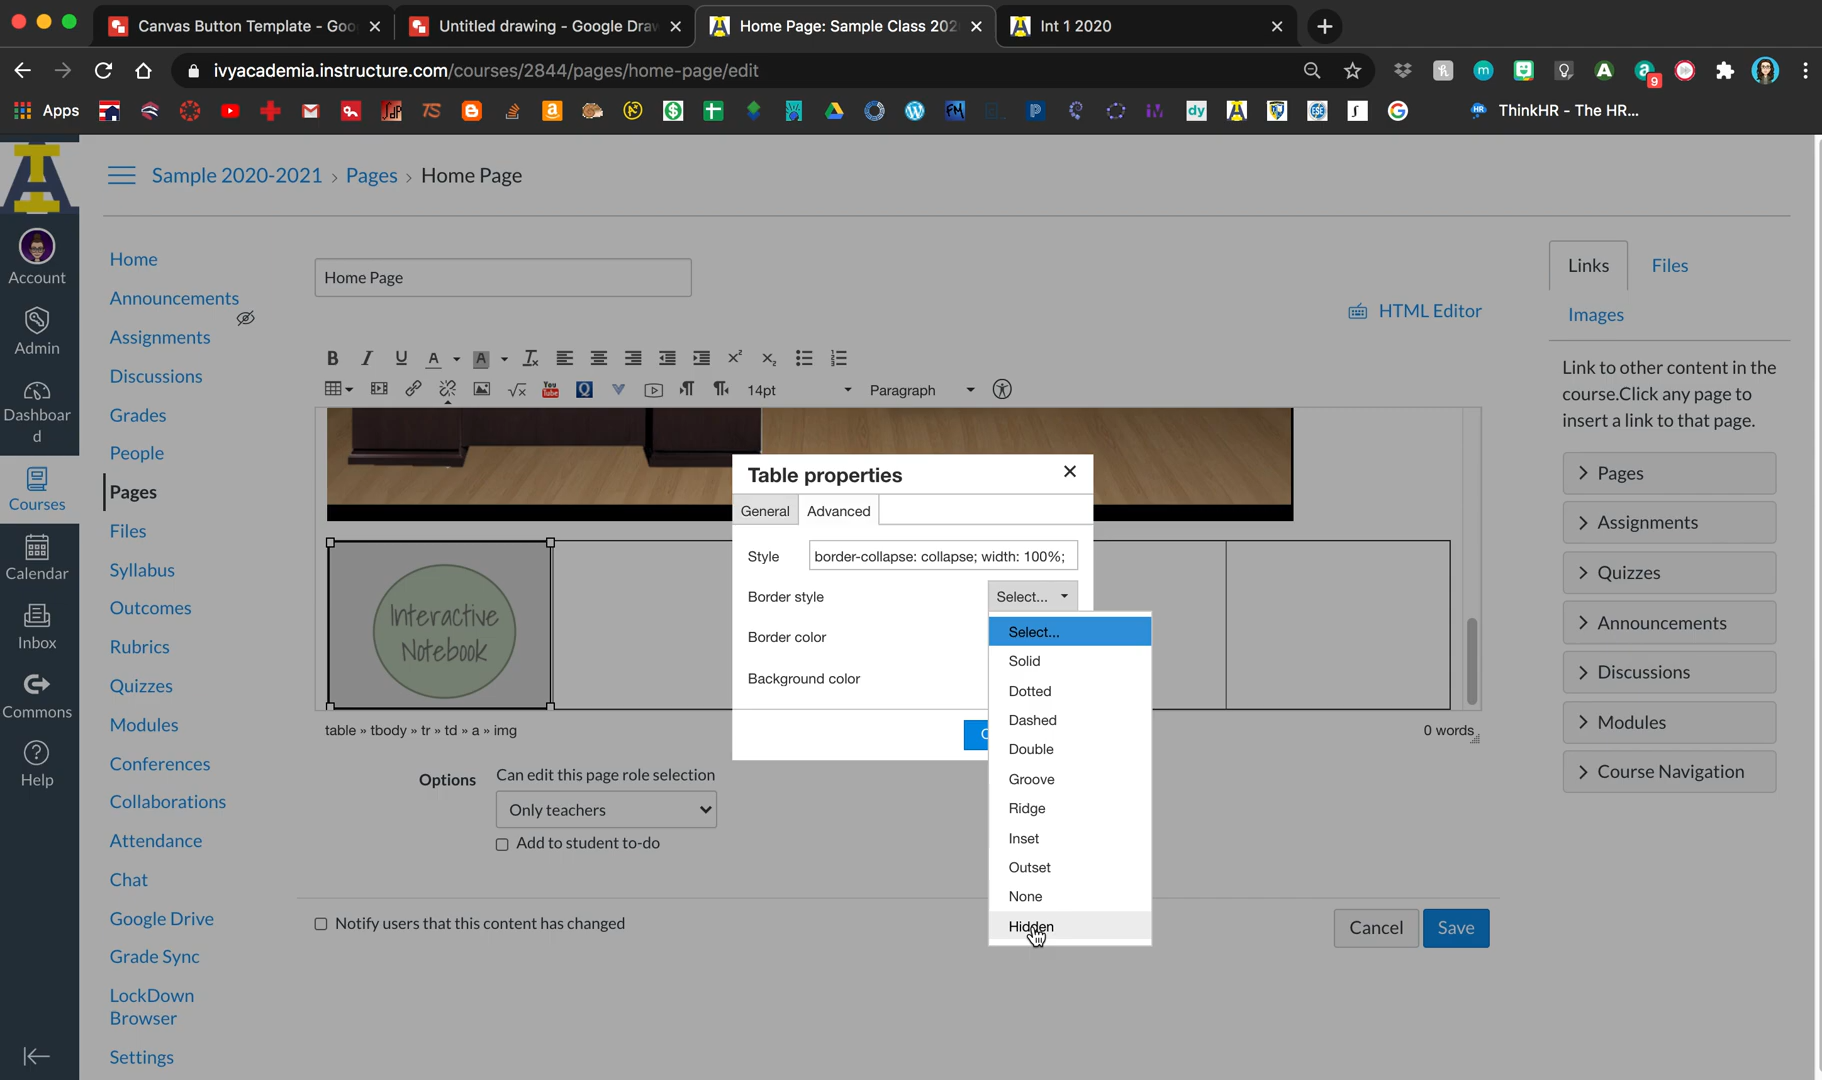 Canvas Button Template - Goo
Untitled drawing - Google Draw
Home Page: Sample Class 202
Int 1 2020
ivyacademia.instructure.com/courses/2844/pages/home-page/edit
9
Apps
ThinkHR - The HR...
Sample 2020-2021 › Pages › Home Page
Account
Admin
Dashboar
d
Courses
Calendar
Inbox
Commons
Help
Home
Announcements
Assignments
Discussions
Grades
People
Pages
Files
Syllabus
Outcomes
Rubrics
Quizzes
Modules
Conferences
Collaborations
Attendance
Chat
Google Drive
Grade Sync
LockDown
Browser
Settings
Home Page
HTML Editor
14pt
Paragraph
Interactive
Notebook
Table properties
General
Advanced
Style
border-collapse: collapse; width: 100%;
Border style
Select...
Border color
Background color
Select...
Solid
Dotted
Dashed
Double
Groove
Ridge
Inset
Outset
None
Hidden
table » tbody » tr » td » a » img
0 words
Options
Can edit this page role selection
Only teachers
Add to student to-do
Notify users that this content has changed
Cancel
Save
Links
Files
Images
Link to other content in the
course.Click any page to
insert a link to that page.
Pages
Assignments
Quizzes
Announcements
Discussions
Modules
Course Navigation